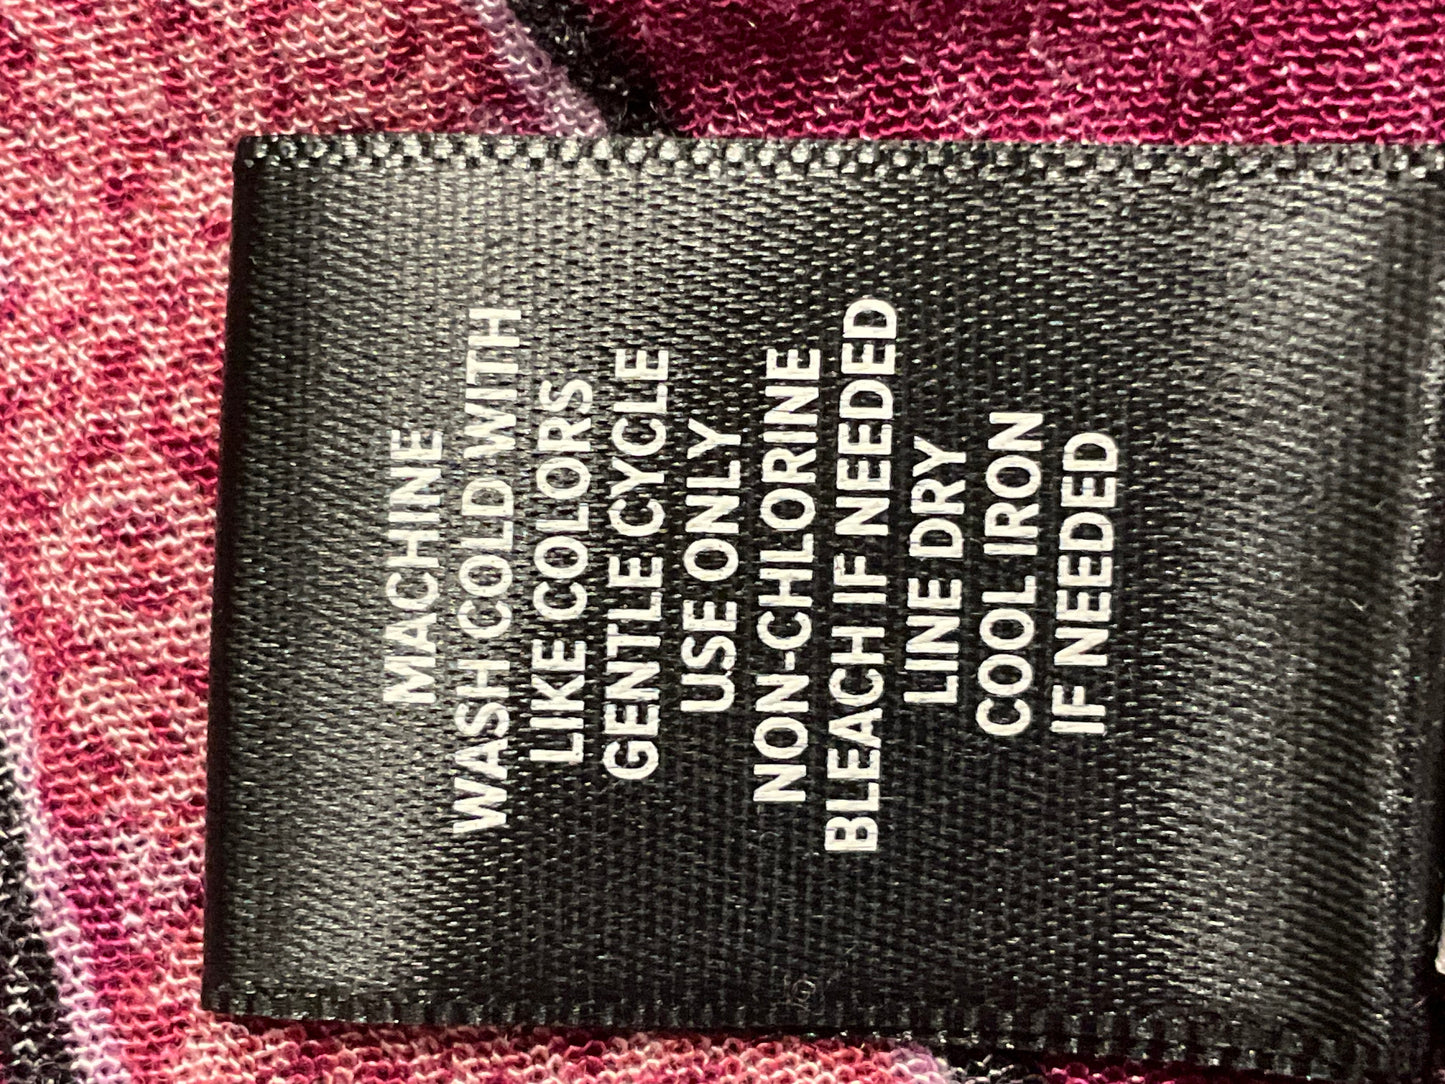 MACHINE
WASH COLD WITH
LIKE COLORS
GENTLE CYCLE
USE ONLY
NON-CHLORINE
BLEACH IF NEEDED
LINE DRY
COOL IRON
IF NEEDED